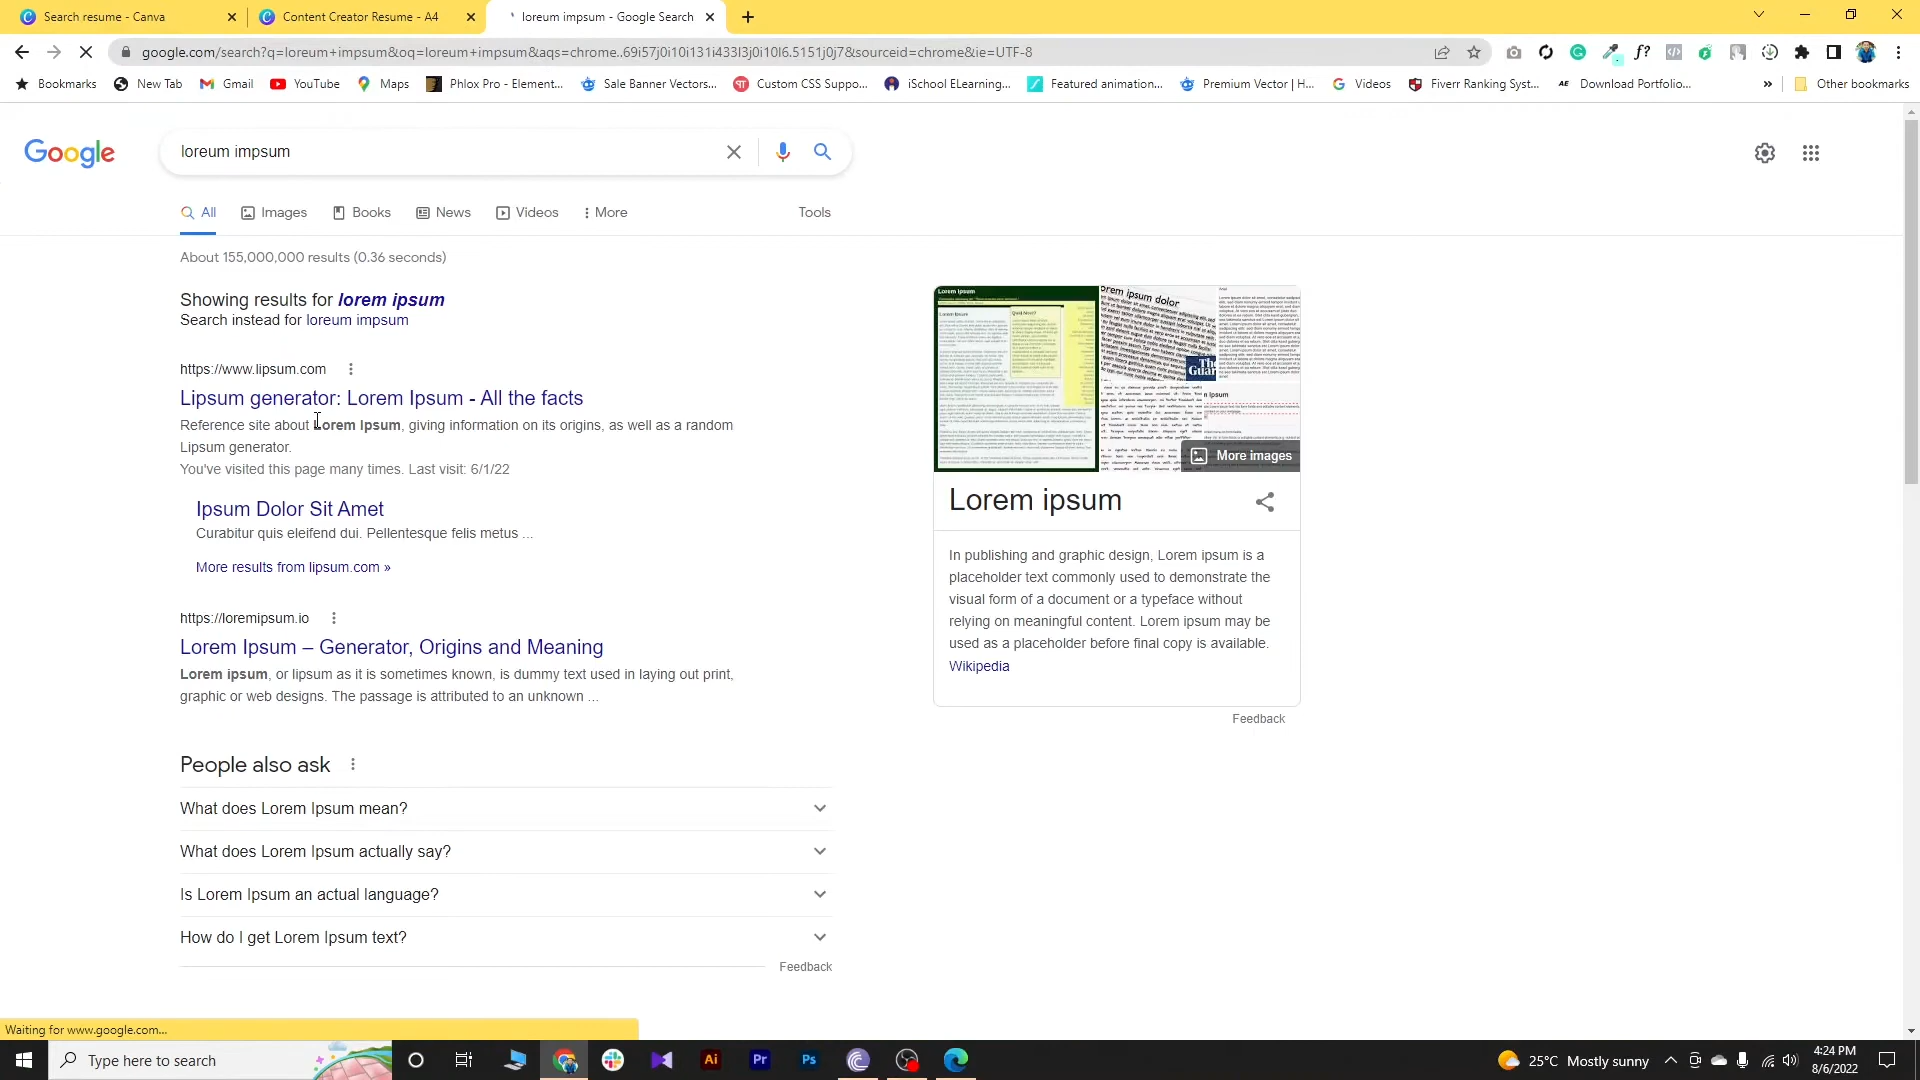 Search resume - Canva
Content Creator Resume - A4
loreum impsum - Google Search
google.com/search?q=loreum+impsum&oq=loreum+impsum&aqs=chrome..69i57j0i10i131i433l3j0i10l6.5151j0j7&sourceid=chrome&ie=UTF-8
Bookmarks New Tab Gmail YouTube Maps Phlox Pro - Element... Sale Banner Vectors... Custom CSS Suppo... iSchool ELearning... Featured animation... Premium Vector | H... Videos Fiverr Ranking Syst... AE Download Portfolio... » Other bookmarks
Google
loreum impsum
All Images Books News Videos More Tools
About 155,000,000 results (0.36 seconds)
Showing results for lorem ipsum
Search instead for loreum impsum
https://www.lipsum.com
Lipsum generator: Lorem Ipsum - All the facts
Reference site about Lorem Ipsum, giving information on its origins, as well as a random
Lipsum generator.
You've visited this page many times. Last visit: 6/1/22
Ipsum Dolor Sit Amet
Curabitur quis eleifend dui. Pellentesque felis metus ...
More results from lipsum.com »
https://loremipsum.io
Lorem Ipsum – Generator, Origins and Meaning
Lorem ipsum, or lipsum as it is sometimes known, is dummy text used in laying out print,
graphic or web designs. The passage is attributed to an unknown ...
People also ask
What does Lorem Ipsum mean?
What does Lorem Ipsum actually say?
Is Lorem Ipsum an actual language?
How do I get Lorem Ipsum text?
Feedback
Lorem Ipsum
orem ipsum dolor
More images
Lorem ipsum
In publishing and graphic design, Lorem ipsum is a
placeholder text commonly used to demonstrate the
visual form of a document or a typeface without
relying on meaningful content. Lorem ipsum may be
used as a placeholder before final copy is available.
Wikipedia
Feedback
Waiting for www.google.com...
Type here to search
Ai Pr Ps
25°C Mostly sunny
4:24 PM
8/6/2022